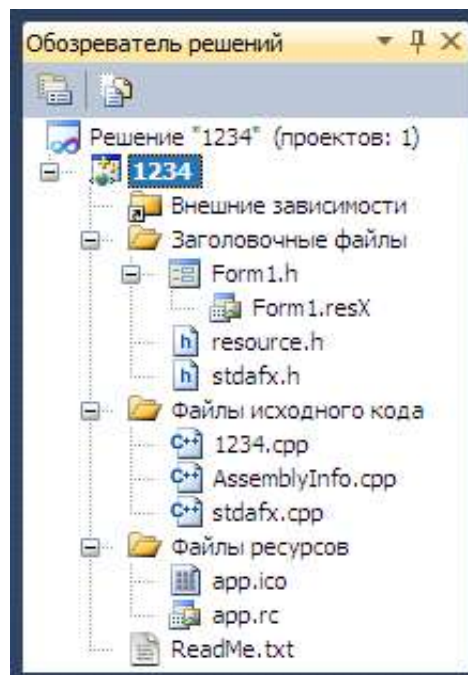 Обозреватель решений
Решение "1234" (проектов: 1)
1234
Внешние зависимости
Заголовочные файлы
Form1.h
Form1.resX
resource.h
stdafx.h
Файлы исходного кода
1234.cpp
AssemblyInfo.cpp
stdafx.cpp
Файлы ресурсов
app.ico
app.rc
ReadMe.txt